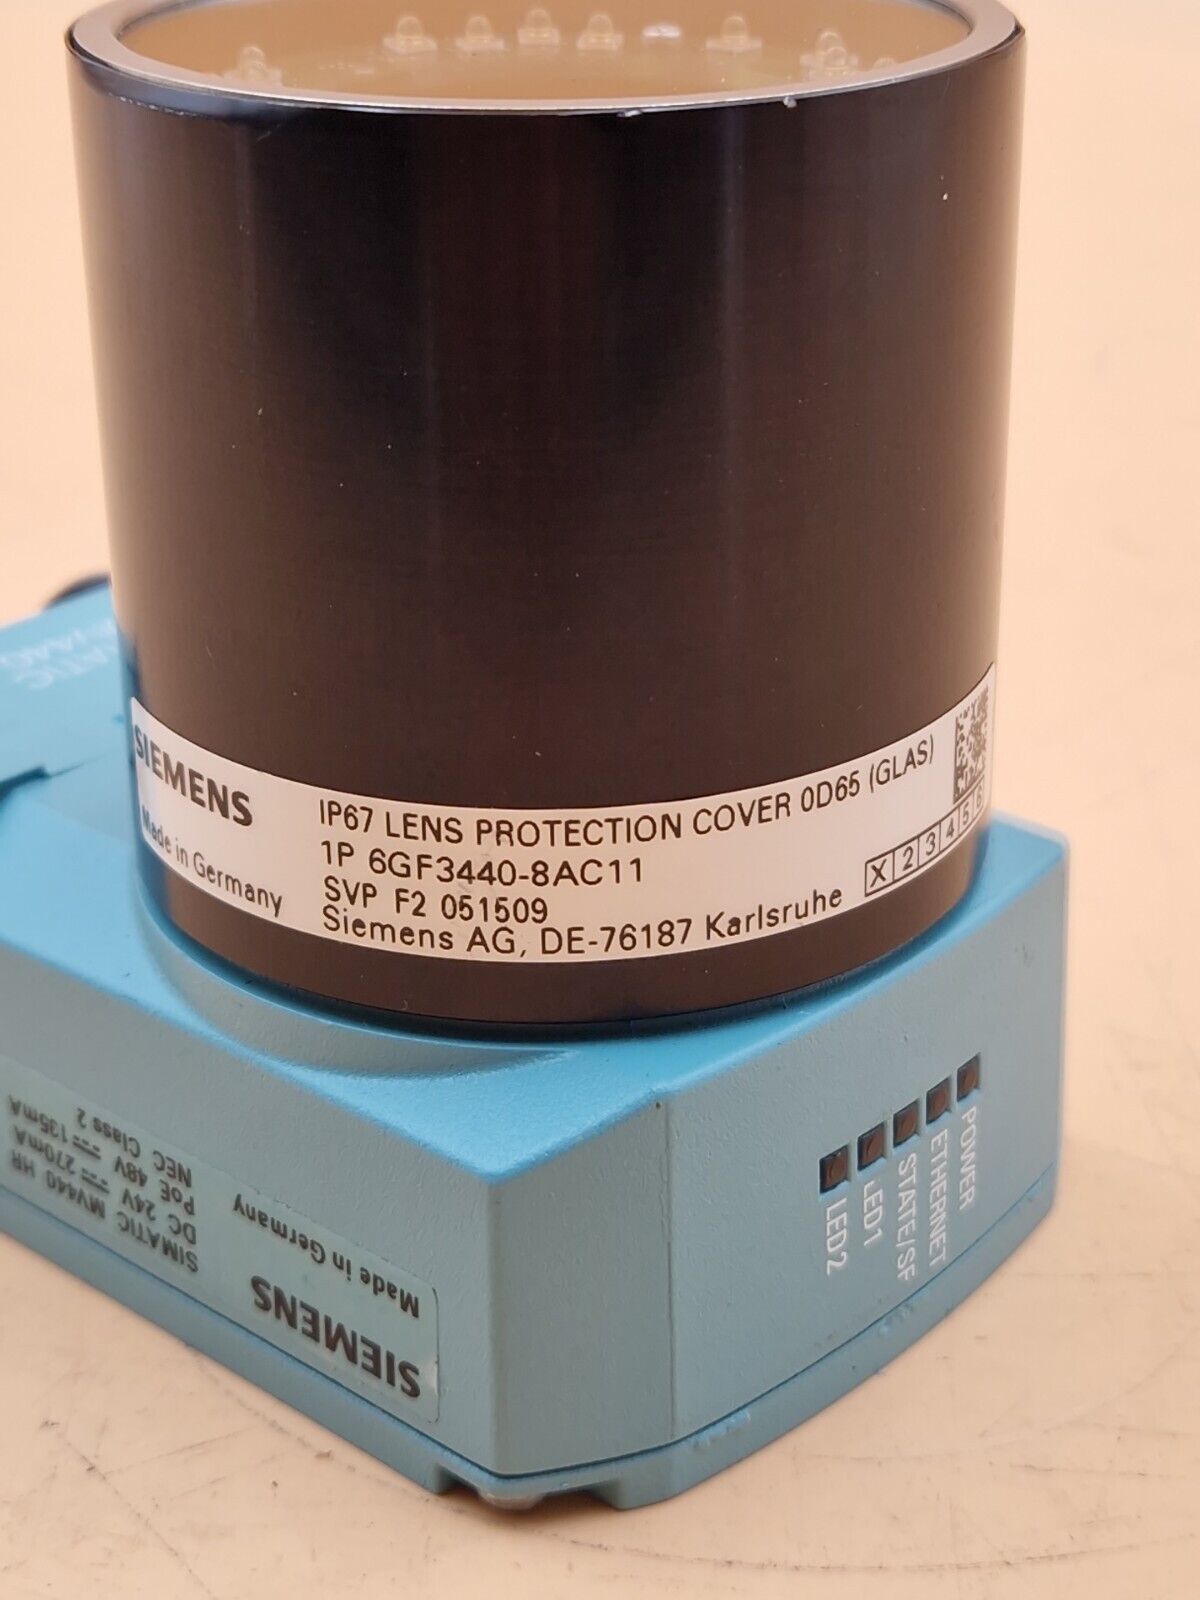 SIEMENS
Made in Germany
IP67 LENS PROTECTION COVER 0D65 (GLAS)
1P 6GF3440-8AC11
SVP F2 051509
Siemens AG, DE-76187 Karlsruhe
X 2 3 4 5 6
POWER
ETHERNET
STATE/SF
LED1
LED2
SIEMENS
Made in Germany
SIMATIC MV440 HR
DC 24V ⎓ 270mA
PoE 48V ⎓ 135mA
NEC Class 2